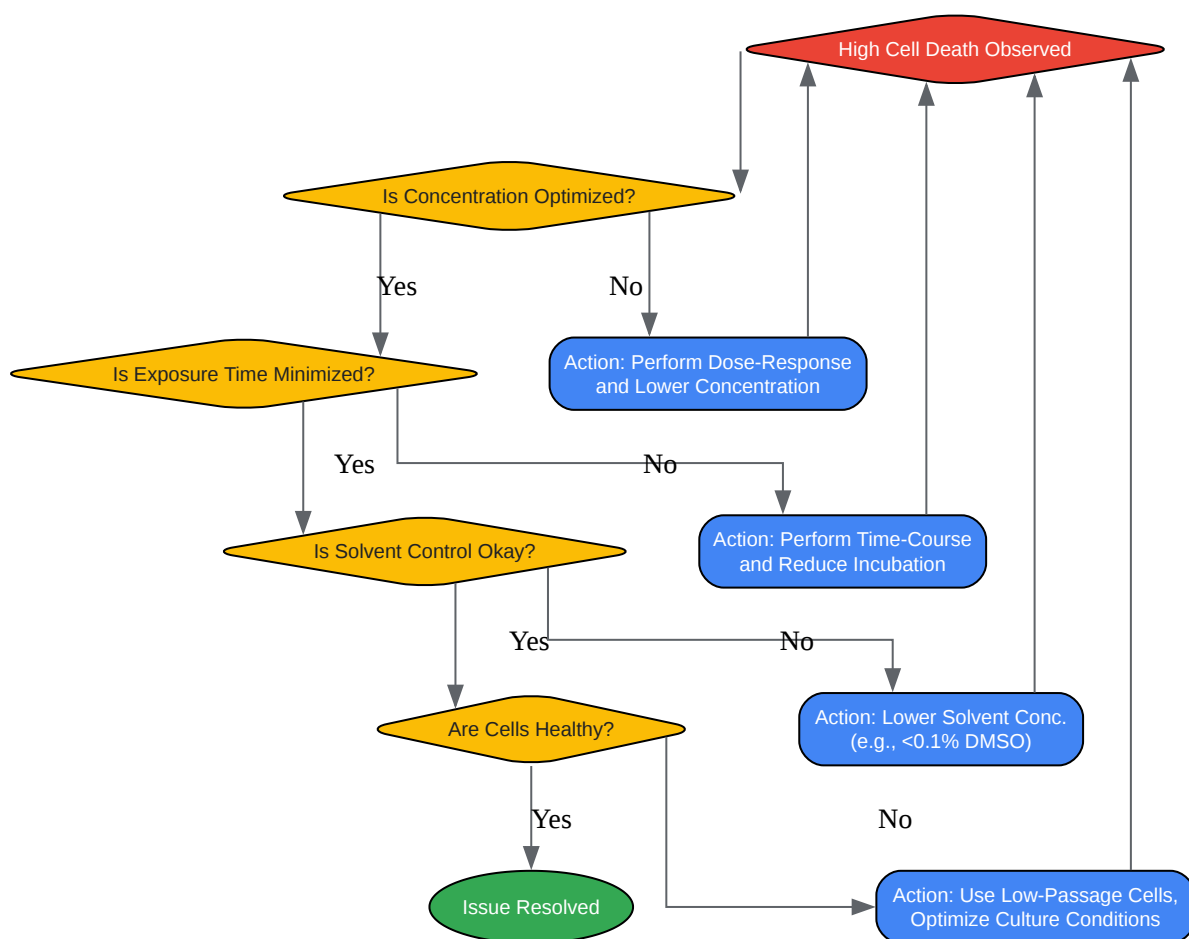 High Cell Death Observed
Is Concentration Optimized?
Yes
No
Action: Perform Dose-Response
and Lower Concentration
Is Exposure Time Minimized?
Yes
No
Action: Perform Time-Course
and Reduce Incubation
Is Solvent Control Okay?
Yes
No
Action: Lower Solvent Conc.
(e.g., <0.1% DMSO)
Are Cells Healthy?
Yes
No
Issue Resolved
Action: Use Low-Passage Cells,
Optimize Culture Conditions